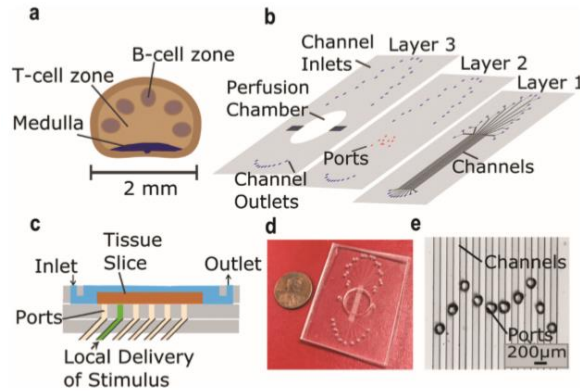 a
B-cell zone
T-cell zone
Medulla
2 mm
b
Channel
Inlets
Layer 3
Layer 2
Layer 1
Perfusion
Chamber
Ports
Channels
Channel
Outlets
c
Tissue
Slice
Inlet
Outlet
Ports
Local Delivery
of Stimulus
d
e
Channels
Ports
200µm